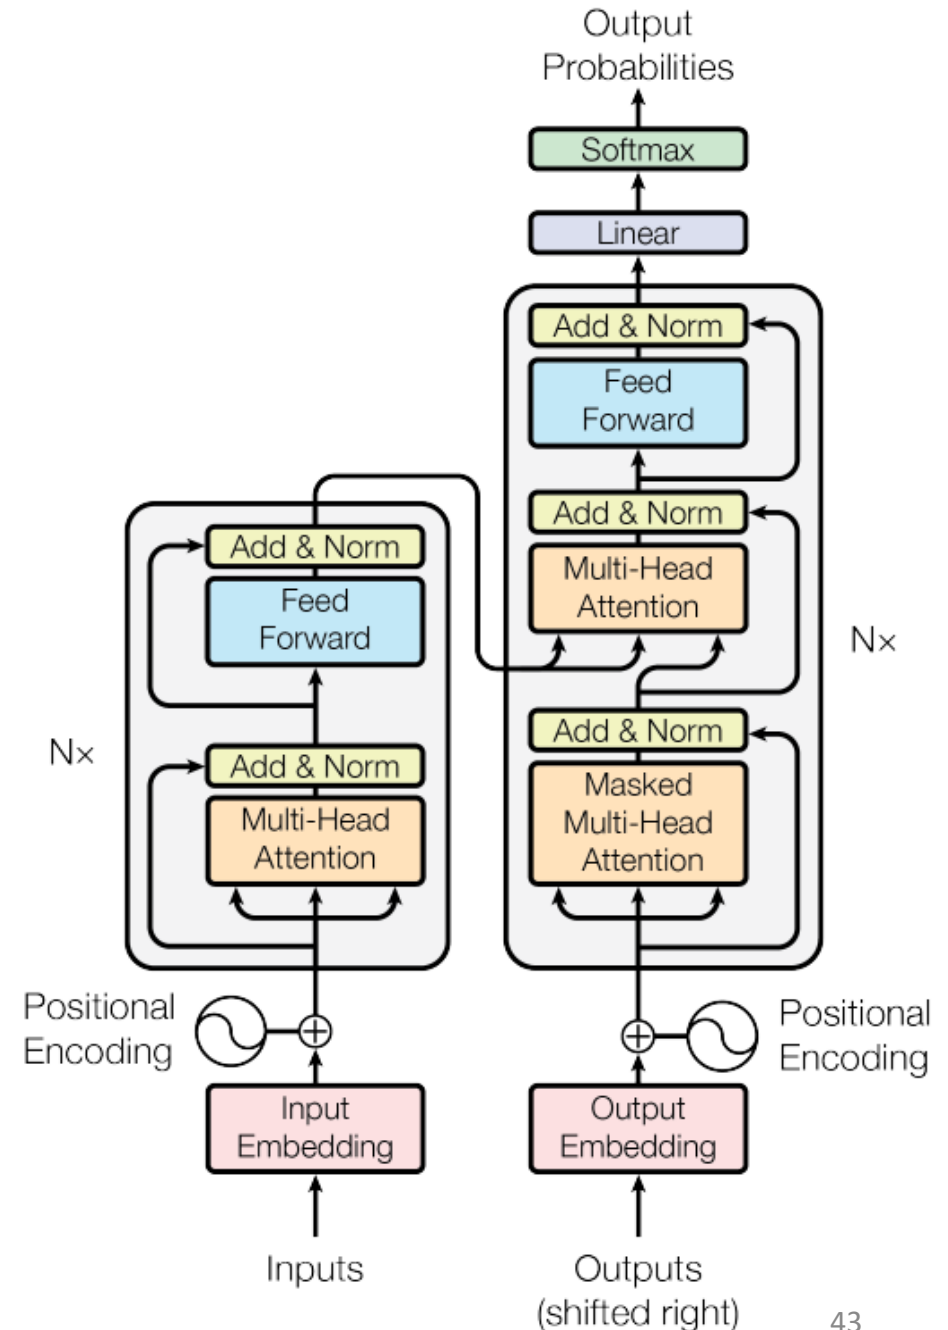 Output
Probabilities
Softmax
Linear
Add & Norm
Feed
Forward
Add & Norm
Multi-Head
Attention
Nx
Add & Norm
Masked
Multi-Head
Attention
Add & Norm
Feed
Forward
Nx
Add & Norm
Multi-Head
Attention
Positional
Encoding
Positional
Encoding
Input
Embedding
Output
Embedding
Inputs
Outputs
(shifted right)
43